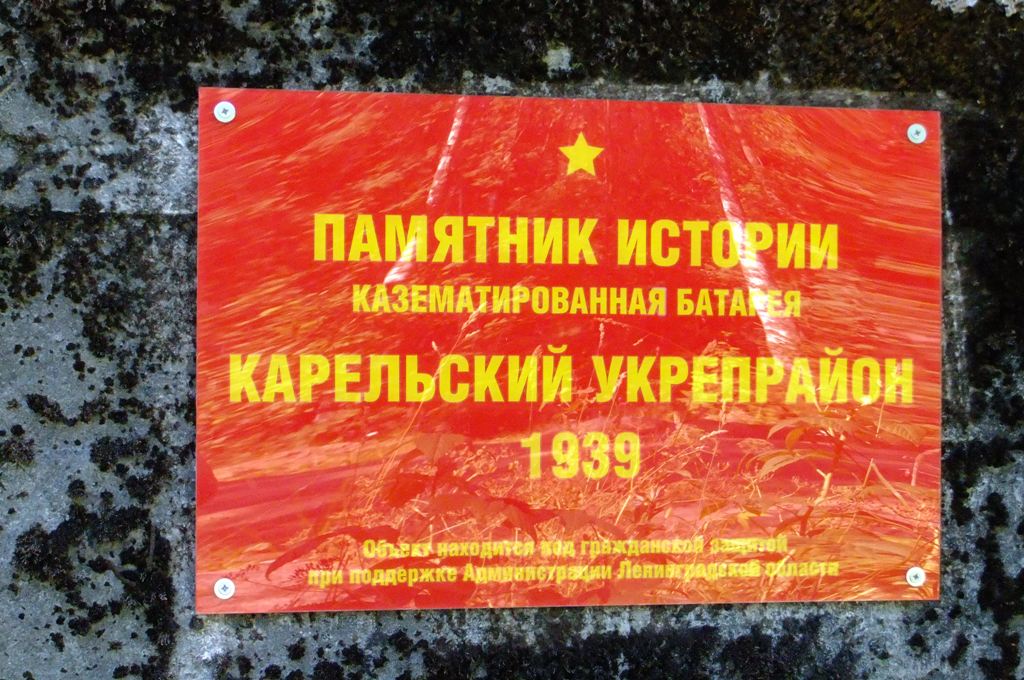 ПАМЯТНИК ИСТОРИИ
КАЗЕМАТИРОВАННАЯ БАТАРЕЯ
КАРЕЛЬСКИЙ УКРЕПРАЙОН
1939
Объект находится под гражданской защитой
при поддержке Администрации Ленинградской области